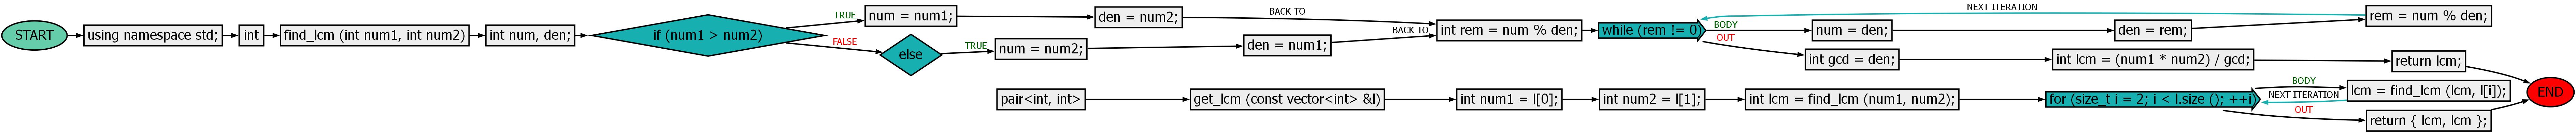 START
using namespace std;
int
find_lcm (int num1, int num2)
int num, den;
if (num1 > num2)
TRUE
num = num1;
den = num2;
BACK TO
FALSE
else
TRUE
num = num2;
den = num1;
BACK TO
int rem = num % den;
while (rem != 0)
BODY
num = den;
den = rem;
rem = num % den;
NEXT ITERATION
OUT
int gcd = den;
int lcm = (num1 * num2) / gcd;
return lcm;
pair<int, int>
get_lcm (const vector<int> &l)
int num1 = l[0];
int num2 = l[1];
int lcm = find_lcm (num1, num2);
for (size_t i = 2; i < l.size (); ++i)
BODY
lcm = find_lcm (lcm, l[i]);
NEXT ITERATION
OUT
return { lcm, lcm };
END